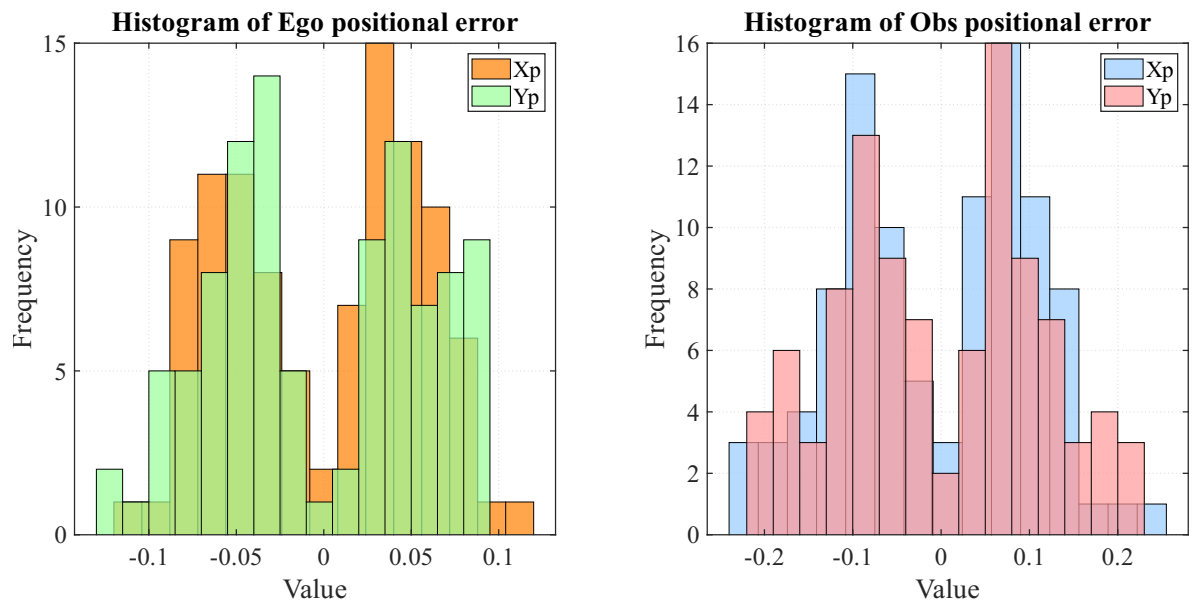 Histogram of Ego positional error
Xp
Yp
Frequency
15
10
5
0
-0.1
-0.05
0
0.05
0.1
Value
Histogram of Obs positional error
Xp
Yp
Frequency
16
14
12
10
8
6
4
2
0
-0.2
-0.1
0
0.1
0.2
Value